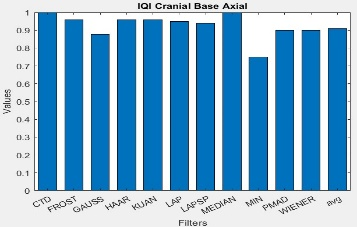 IQI Cranial Base Axial
Values
1
0.9
0.8
0.7
0.6
0.5
0.4
0.3
0.2
0.1
0
CTD FROST GAUSS HAAR KUAN LAP LAPSP MEDIAN MIN PMAD WIENER avg
Filters